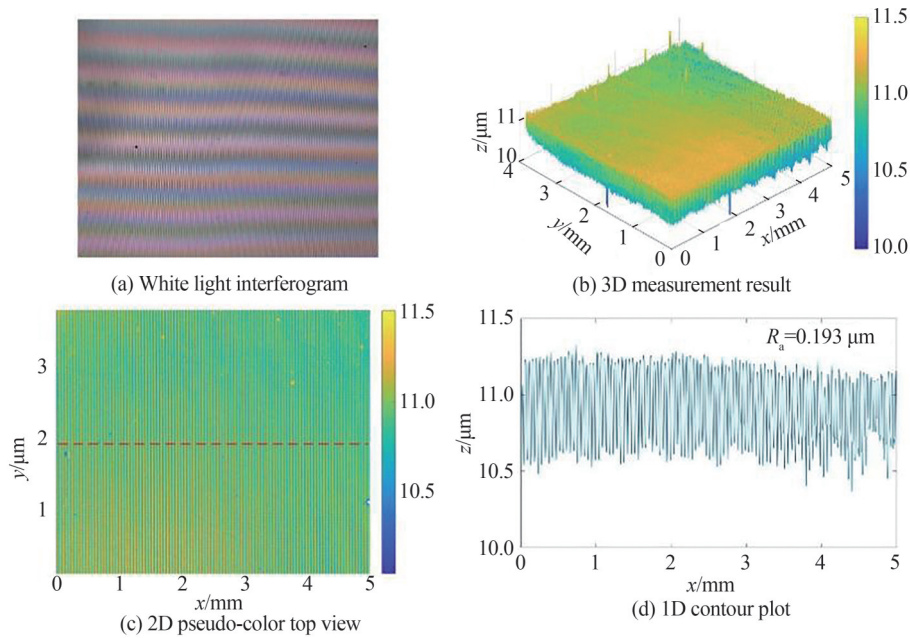 11.5
11.0
10.5
10.0
z/μm
11
10
4
3
2
1
0
y/mm
0
1
2
3
4
5
x/mm
(a) White light interferogram
(b) 3D measurement result
11.5
11.0
10.5
y/μm
3
2
1
0 1 2 3 4 5
x/mm
(c) 2D pseudo-color top view
11.5
11.0
10.5
10.0
z/μm
Ra=0.193 μm
0 1 2 3 4 5
x/mm
(d) 1D contour plot